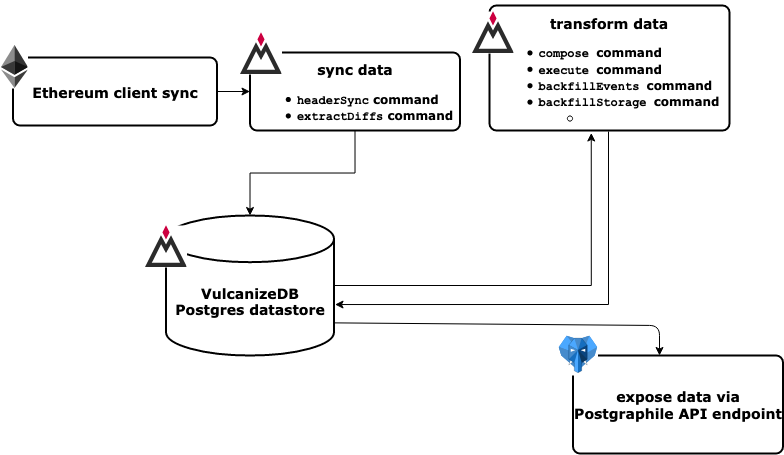 Ethereum client sync
sync data
headerSync command
extractDiffs command
transform data
compose command
execute command
backfillEvents command
backfillStorage command
VulcanizeDB
Postgres datastore
expose data via
Postgraphile API endpoint